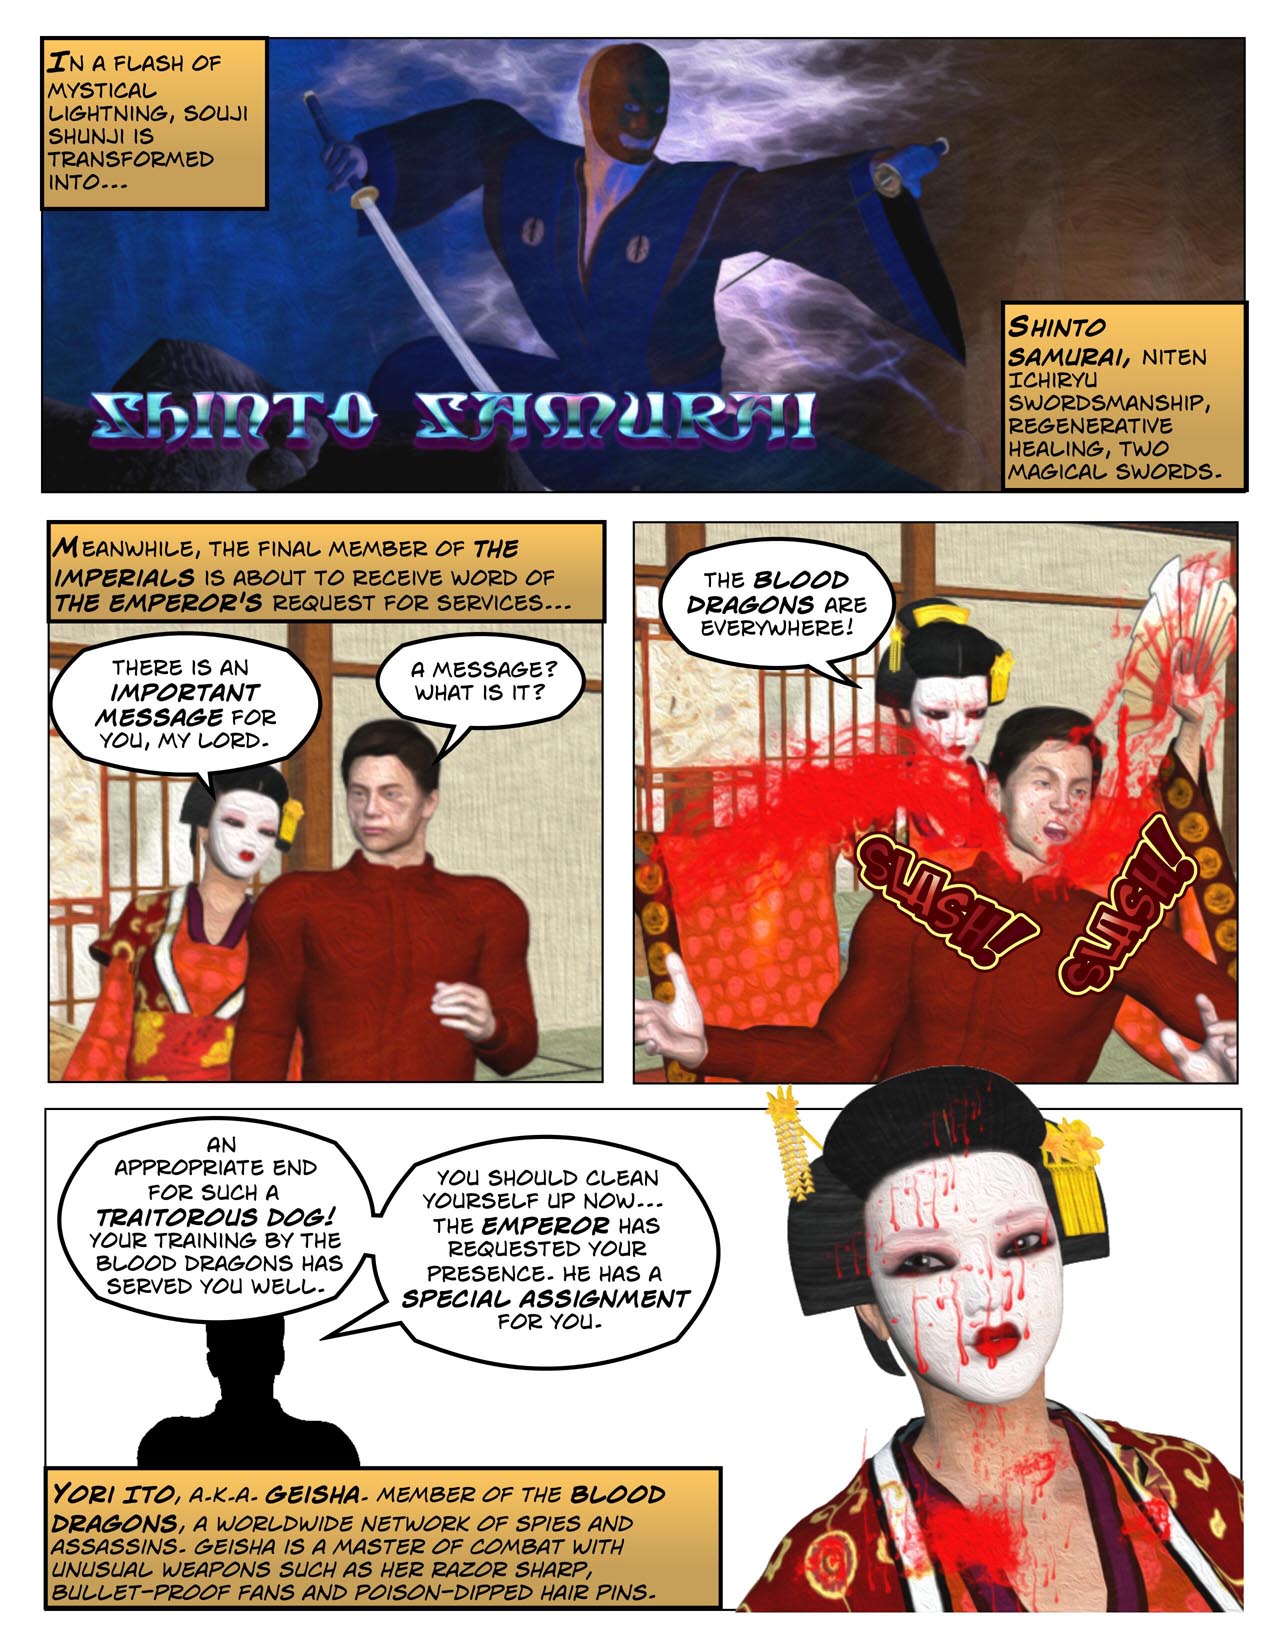 IN A FLASH OF
MYSTICAL
LIGHTNING, SOUJI
SHUNJI IS
TRANSFORMED
INTO...
SHINTO SAMURAI
SHINTO
SAMURAI, NITEN
ICHIRYU
SWORDSMANSHIP,
REGENERATIVE
HEALING, TWO
MAGICAL SWORDS.
MEANWHILE, THE FINAL MEMBER OF THE
IMPERIALS IS ABOUT TO RECEIVE WORD OF
THE EMPEROR'S REQUEST FOR SERVICES...
THERE IS AN
IMPORTANT
MESSAGE FOR
YOU, MY LORD.
A MESSAGE?
WHAT IS IT?
THE BLOOD
DRAGONS ARE
EVERYWHERE!
SLASH!
SLASH!
AN
APPROPRIATE END
FOR SUCH A
TRAITOROUS DOG!
YOUR TRAINING BY THE
BLOOD DRAGONS HAS
SERVED YOU WELL.
YOU SHOULD CLEAN
YOURSELF UP NOW...
THE EMPEROR HAS
REQUESTED YOUR
PRESENCE. HE HAS A
SPECIAL ASSIGNMENT
FOR YOU.
YORI ITO, A.K.A. GEISHA. MEMBER OF THE BLOOD
DRAGONS, A WORLDWIDE NETWORK OF SPIES AND
ASSASSINS. GEISHA IS A MASTER OF COMBAT WITH
UNUSUAL WEAPONS SUCH AS HER RAZOR SHARP,
BULLET-PROOF FANS AND POISON-DIPPED HAIR PINS.